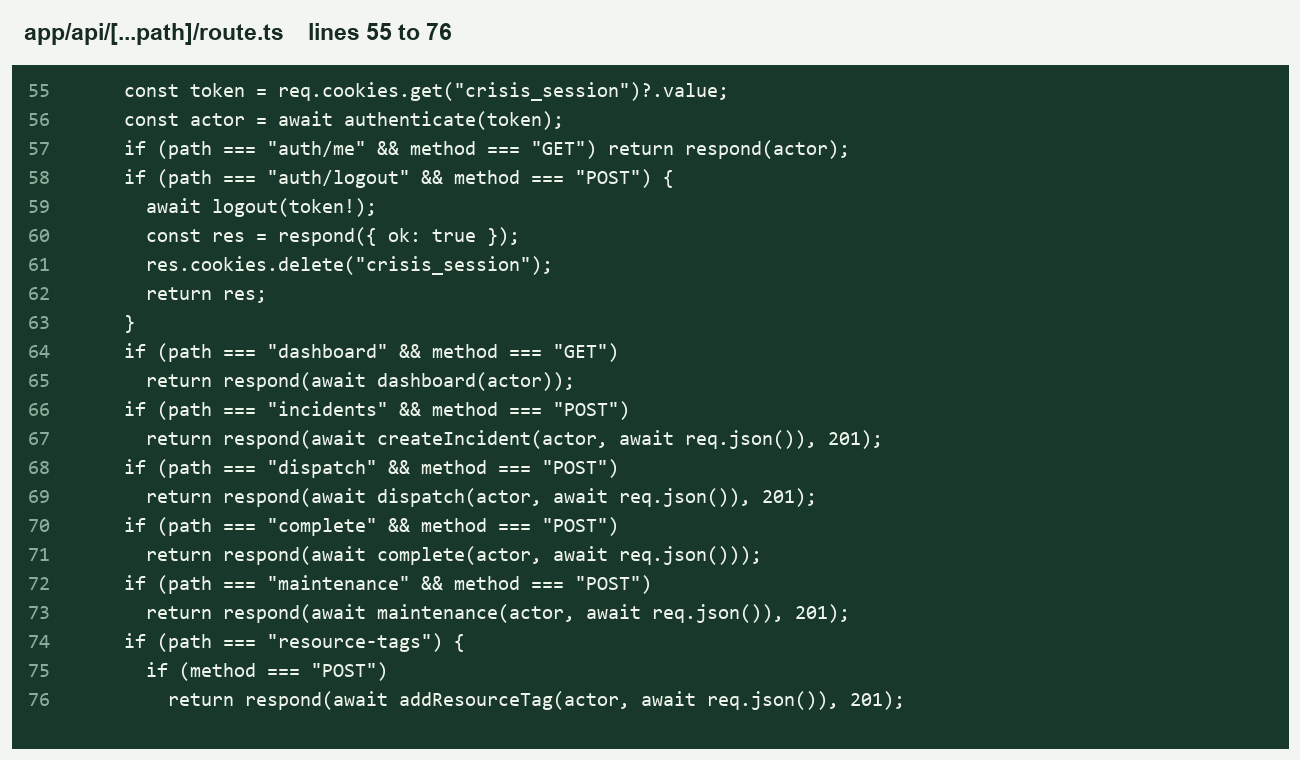 app/api/[...path]/route.ts    lines 55 to 76
55       const token = req.cookies.get("crisis_session")?.value;
56       const actor = await authenticate(token);
57       if (path === "auth/me" && method === "GET") return respond(actor);
58       if (path === "auth/logout" && method === "POST") {
59         await logout(token!);
60         const res = respond({ ok: true });
61         res.cookies.delete("crisis_session");
62         return res;
63       }
64       if (path === "dashboard" && method === "GET")
65         return respond(await dashboard(actor));
66       if (path === "incidents" && method === "POST")
67         return respond(await createIncident(actor, await req.json()), 201);
68       if (path === "dispatch" && method === "POST")
69         return respond(await dispatch(actor, await req.json()), 201);
70       if (path === "complete" && method === "POST")
71         return respond(await complete(actor, await req.json()));
72       if (path === "maintenance" && method === "POST")
73         return respond(await maintenance(actor, await req.json()), 201);
74       if (path === "resource-tags") {
75         if (method === "POST")
76           return respond(await addResourceTag(actor, await req.json()), 201);